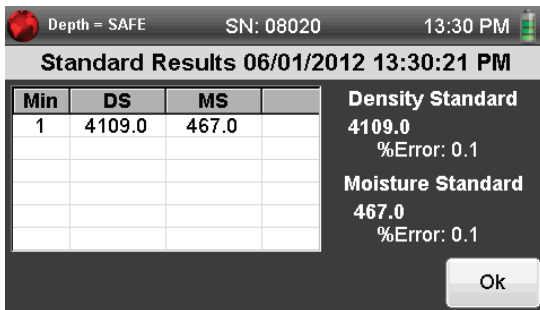 Depth = SAFE SN: 08020 13:30 PM
Standard Results 06/01/2012 13:30:21 PM
Min DS MS
1 4109.0 467.0
Density Standard
4109.0
%Error: 0.1
Moisture Standard
467.0
%Error: 0.1
Ok